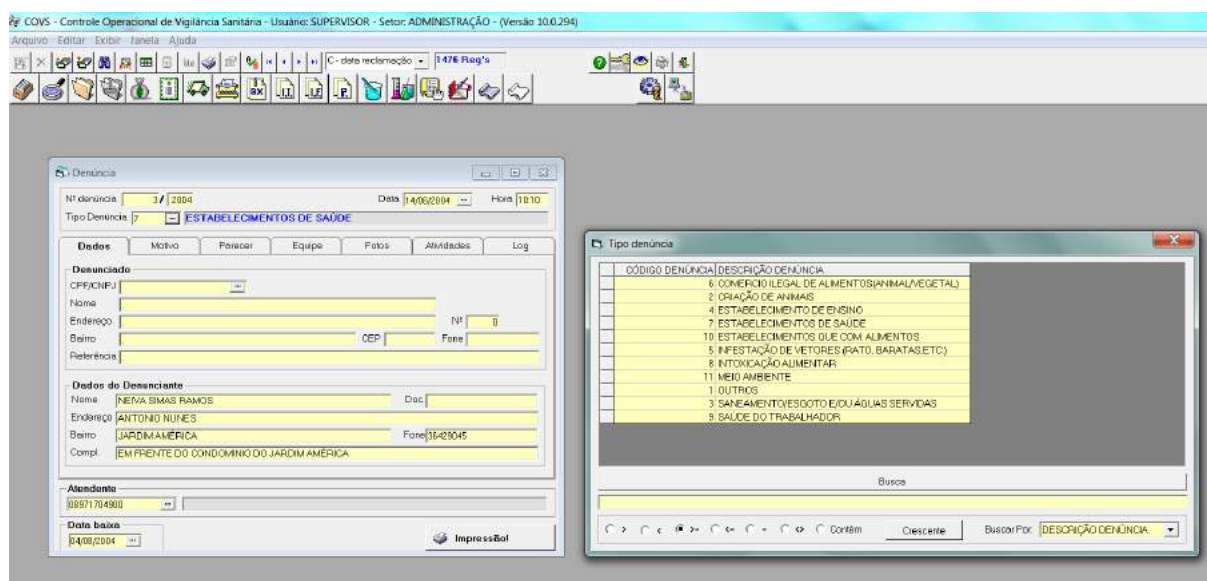 COVS - Controle Operacional de Vigilância Sanitária - Usuário: SUPERVISOR - Setor: ADMINISTRAÇÃO - (Versão 10.0.294)
Arquivo Editar Exibir Janela Ajuda
C - data reclamação 1476 Reg's
Denúncia
Nº denúncia 3 / 2004 Data 14/06/2004 Hora
Tipo Denúncia 7 ESTABELECIMENTOS DE SAÚDE
Dados Motivo Parecer Equipe Fotos Atividades Log
Denunciado
CPF/CNPJ
Nome
Endereço Nº 0
Bairro CEP Fone
Referência
Dados do Denunciante
Nome NEIVA SIMAS RAMOS Doc
Endereço ANTONIO NUNES
Bairro JARDIM AMÉRICA Fone 36429045
Compl. EM FRENTE DO CONDOMINIO DO JARDIM AMÉRICA
Atendente
08971704900
Data baixa
04/08/2004 Impressão!
Tipo denúncia
CÓDIGO DENÚNCIA DESCRIÇÃO DENÚNCIA
6 COMERCIO ILEGAL DE ALIMENTOS(ANIMAL/VEGETAL)
2 CRIAÇÃO DE ANIMAIS
4 ESTABELECIMENTO DE ENSINO
7 ESTABELECIMENTOS DE SAÚDE
10 ESTABELECIMENTOS QUE COM ALIMENTOS
5 INFESTAÇÃO DE VETORES (RATO, BARATAS,ETC)
8 INTOXICAÇÃO ALIMENTAR
11 MEIO AMBIENTE
1 OUTROS
3 SANEAMENTO/ESGOTO E/OU ÁGUAS SERVIDAS
9 SAÚDE DO TRABALHADOR
Busca
> < >= <= = <> Contêm Crescente Buscar Por: DESCRIÇÃO DENÚNCIA